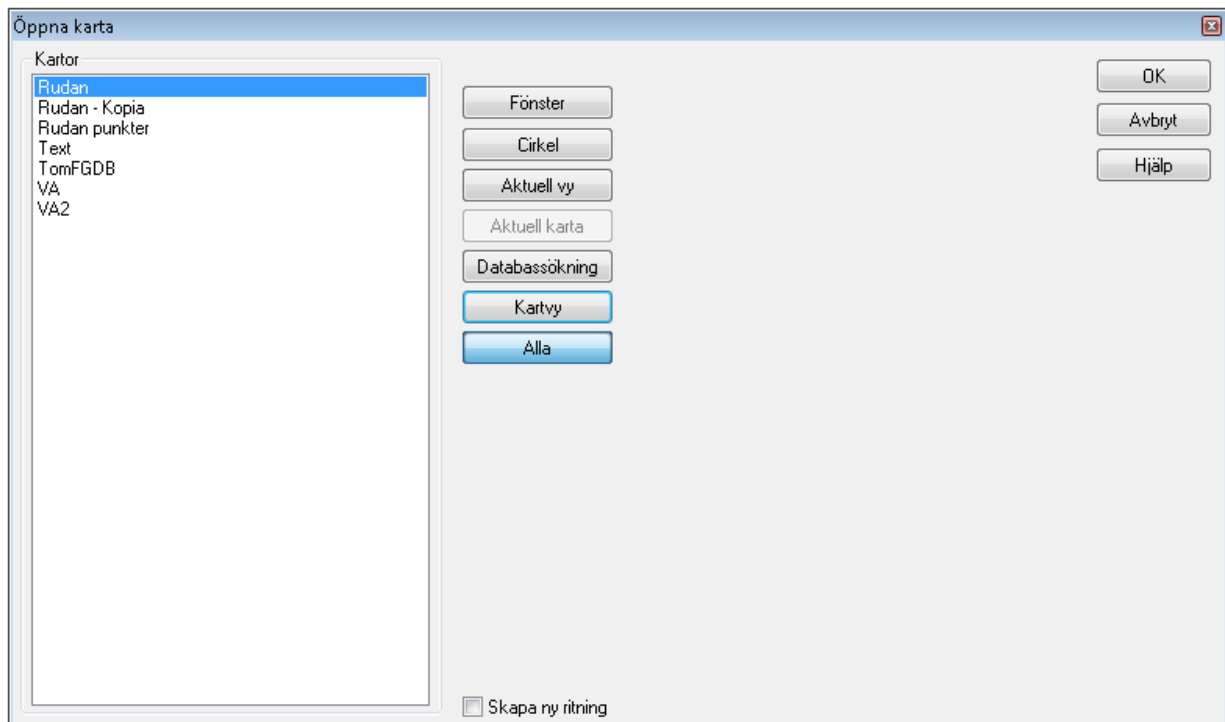 Öppna karta
Kartor
Rudan
Rudan - Kopia
Rudan punkter
Text
TomFGDB
VA
VA2
Fönster
Cirkel
Aktuell vy
Aktuell karta
Databassökning
Kartvy
Alla
Skapa ny ritning
OK
Avbryt
Hjälp